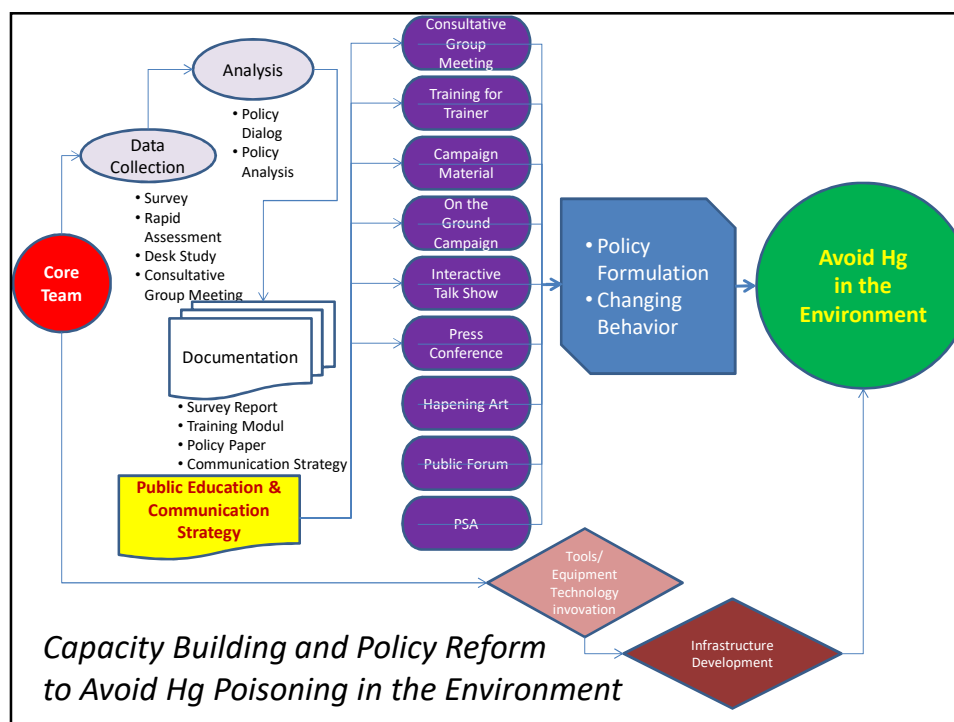 Core
Team
Data
Collection
• Survey
• Rapid
Assessment
• Desk Study
• Consultative
Group Meeting
Analysis
• Policy
Dialog
• Policy
Analysis
Documentation
• Survey Report
• Training Modul
• Policy Paper
• Communication Strategy
Public Education &
Communication
Strategy
Consultative
Group
Meeting
Training for
Trainer
Campaign
Material
On the
Ground
Campaign
Interactive
Talk Show
Press
Conference
Hapening Art
Public Forum
PSA
• Policy
Formulation
• Changing
Behavior
Avoid Hg
in the
Environment
Tools/
Equipment
Technology
invovation
Infrastructure
Development
Capacity Building and Policy Reform
to Avoid Hg Poisoning in the Environment